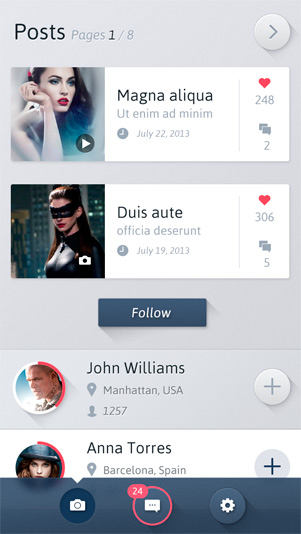 Posts Pages 1 / 8
Magna aliqua
Ut enim ad minim
July 22, 2013
248
2
Duis aute
officia deserunt
July 19, 2013
306
5
Follow
John Williams
Manhattan, USA
1257
Anna Torres
Barcelona, Spain
24